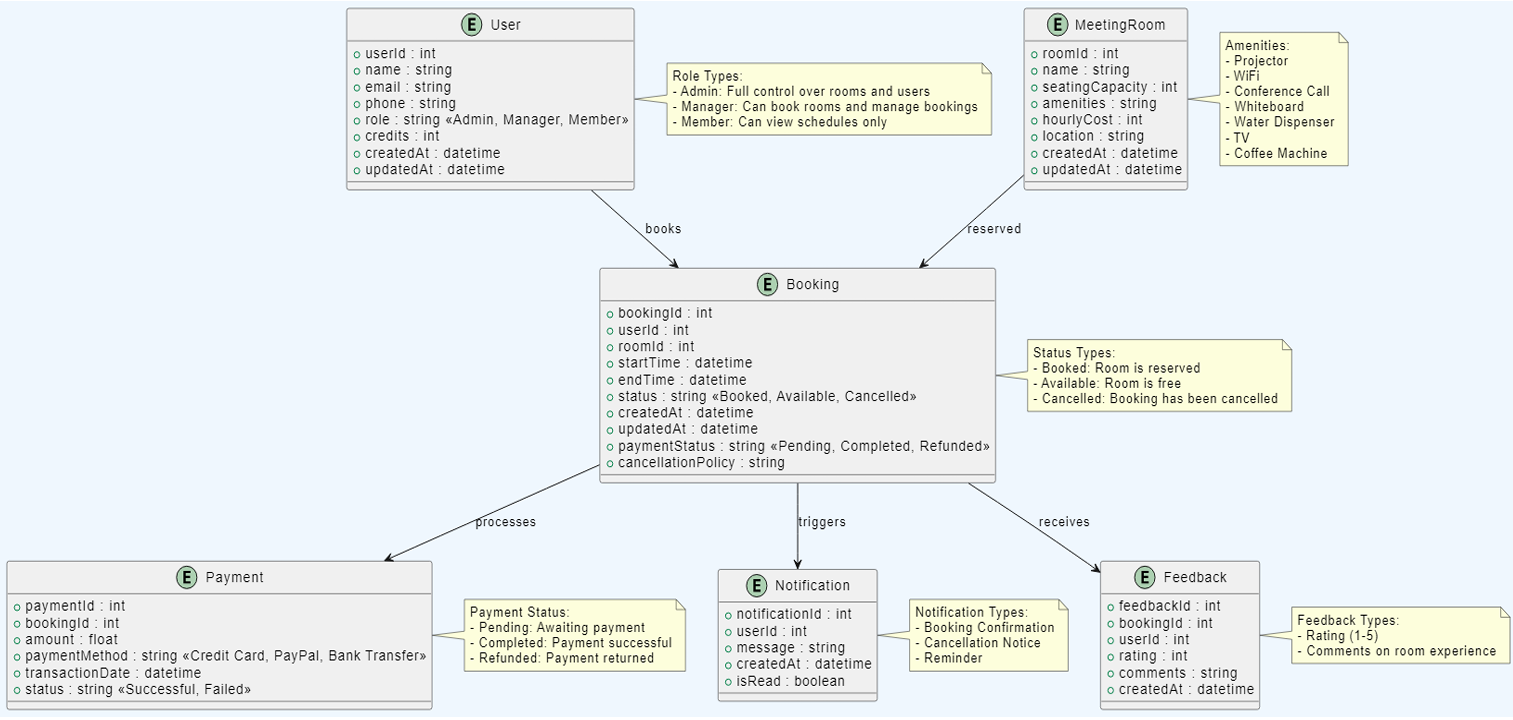 E User
userId : int
name : string
email : string
phone : string
role : string «Admin, Manager, Member»
credits : int
createdAt : datetime
updatedAt : datetime
Role Types:
- Admin: Full control over rooms and users
- Manager: Can book rooms and manage bookings
- Member: Can view schedules only
E MeetingRoom
roomId : int
name : string
seatingCapacity : int
amenities : string
hourlyCost : int
location : string
createdAt : datetime
updatedAt : datetime
Amenities:
- Projector
- WiFi
- Conference Call
- Whiteboard
- Water Dispenser
- TV
- Coffee Machine
books
reserved
E Booking
bookingId : int
userId : int
roomId : int
startTime : datetime
endTime : datetime
status : string «Booked, Available, Cancelled»
createdAt : datetime
updatedAt : datetime
paymentStatus : string «Pending, Completed, Refunded»
cancellationPolicy : string
Status Types:
- Booked: Room is reserved
- Available: Room is free
- Cancelled: Booking has been cancelled
processes
triggers
receives
E Payment
paymentId : int
bookingId : int
amount : float
paymentMethod : string «Credit Card, PayPal, Bank Transfer»
transactionDate : datetime
status : string «Successful, Failed»
Payment Status:
- Pending: Awaiting payment
- Completed: Payment successful
- Refunded: Payment returned
E Notification
notificationId : int
userId : int
message : string
createdAt : datetime
isRead : boolean
Notification Types:
- Booking Confirmation
- Cancellation Notice
- Reminder
E Feedback
feedbackId : int
bookingId : int
userId : int
rating : int
comments : string
createdAt : datetime
Feedback Types:
- Rating (1-5)
- Comments on room experience